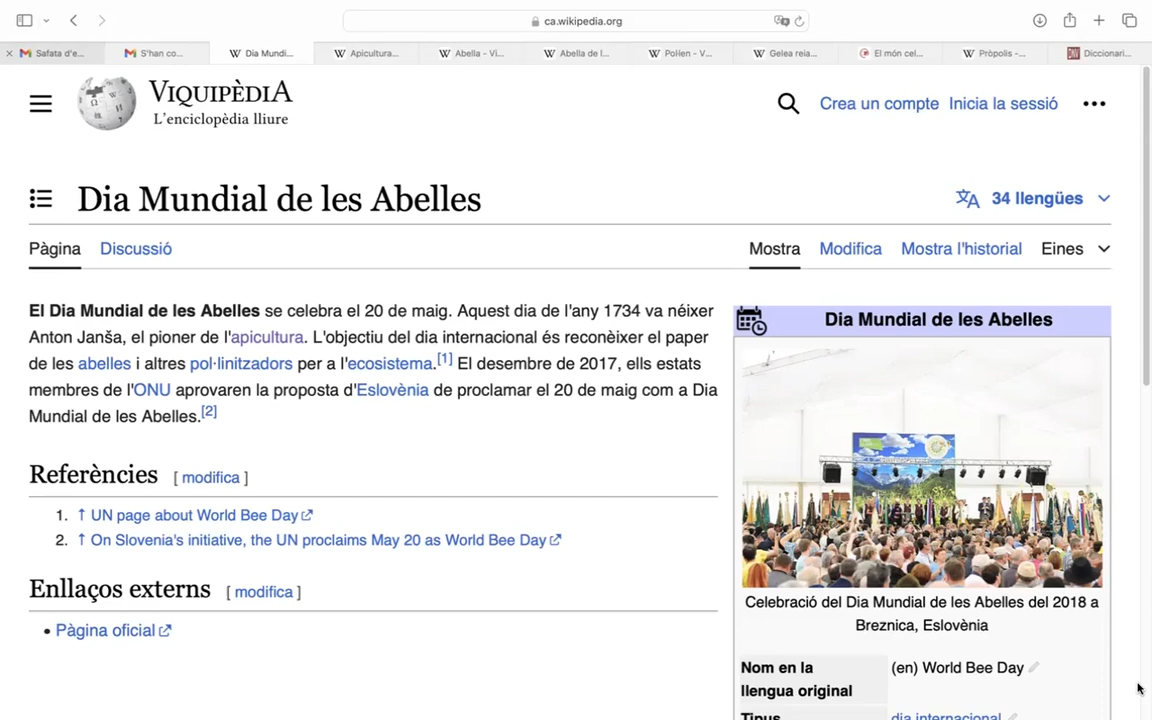 ca.wikipedia.org
Safata d'e...
S'han co...
Dia Mundi...
Apicultura...
Abella - Vi...
Abella de l...
Pol·len - V...
Gelea reia...
El món cel...
Pròpolis -...
Diccionari...
VIQUIPÈDIA
L'enciclopèdia lliure
Crea un compte Inicia la sessió
Dia Mundial de les Abelles
34 llengües
Pàgina Discussió
Mostra Modifica Mostra l'historial Eines
El Dia Mundial de les Abelles se celebra el 20 de maig. Aquest dia de l'any 1734 va néixer
Anton Janša, el pioner de l'apicultura. L'objectiu del dia internacional és reconèixer el paper
de les abelles i altres pol·linitzadors per a l'ecosistema.[1] El desembre de 2017, ells estats
membres de l'ONU aprovaren la proposta d'Eslovènia de proclamar el 20 de maig com a Dia
Mundial de les Abelles.[2]
Referències [ modifica ]
1. ↑ UN page about World Bee Day
2. ↑ On Slovenia's initiative, the UN proclaims May 20 as World Bee Day
Enllaços externs [ modifica ]
• Pàgina oficial
Dia Mundial de les Abelles
Celebració del Dia Mundial de les Abelles del 2018 a
Breznica, Eslovènia
Nom en la
llengua original
(en) World Bee Day
Tipus
dia internacional